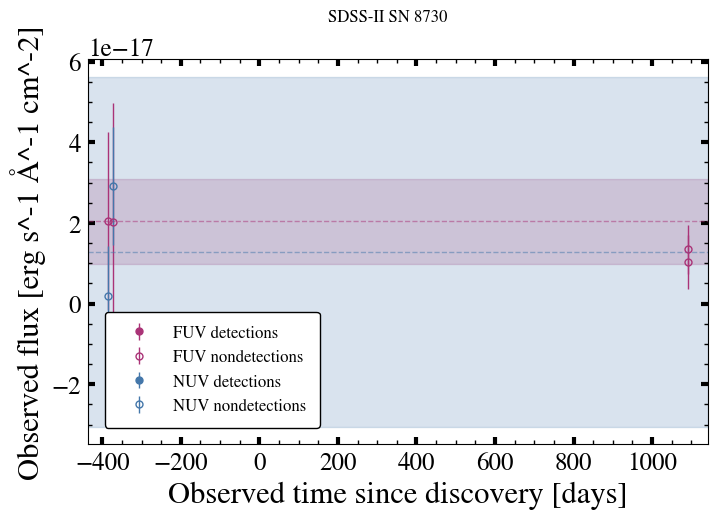 SDSS-II SN 8730
1e−17
6
4
2
0
−2
Observed flux [erg s^-1 Å^-1 cm^-2]
FUV detections
FUV nondetections
NUV detections
NUV nondetections
−400 −200 0 200 400 600 800 1000
Observed time since discovery [days]